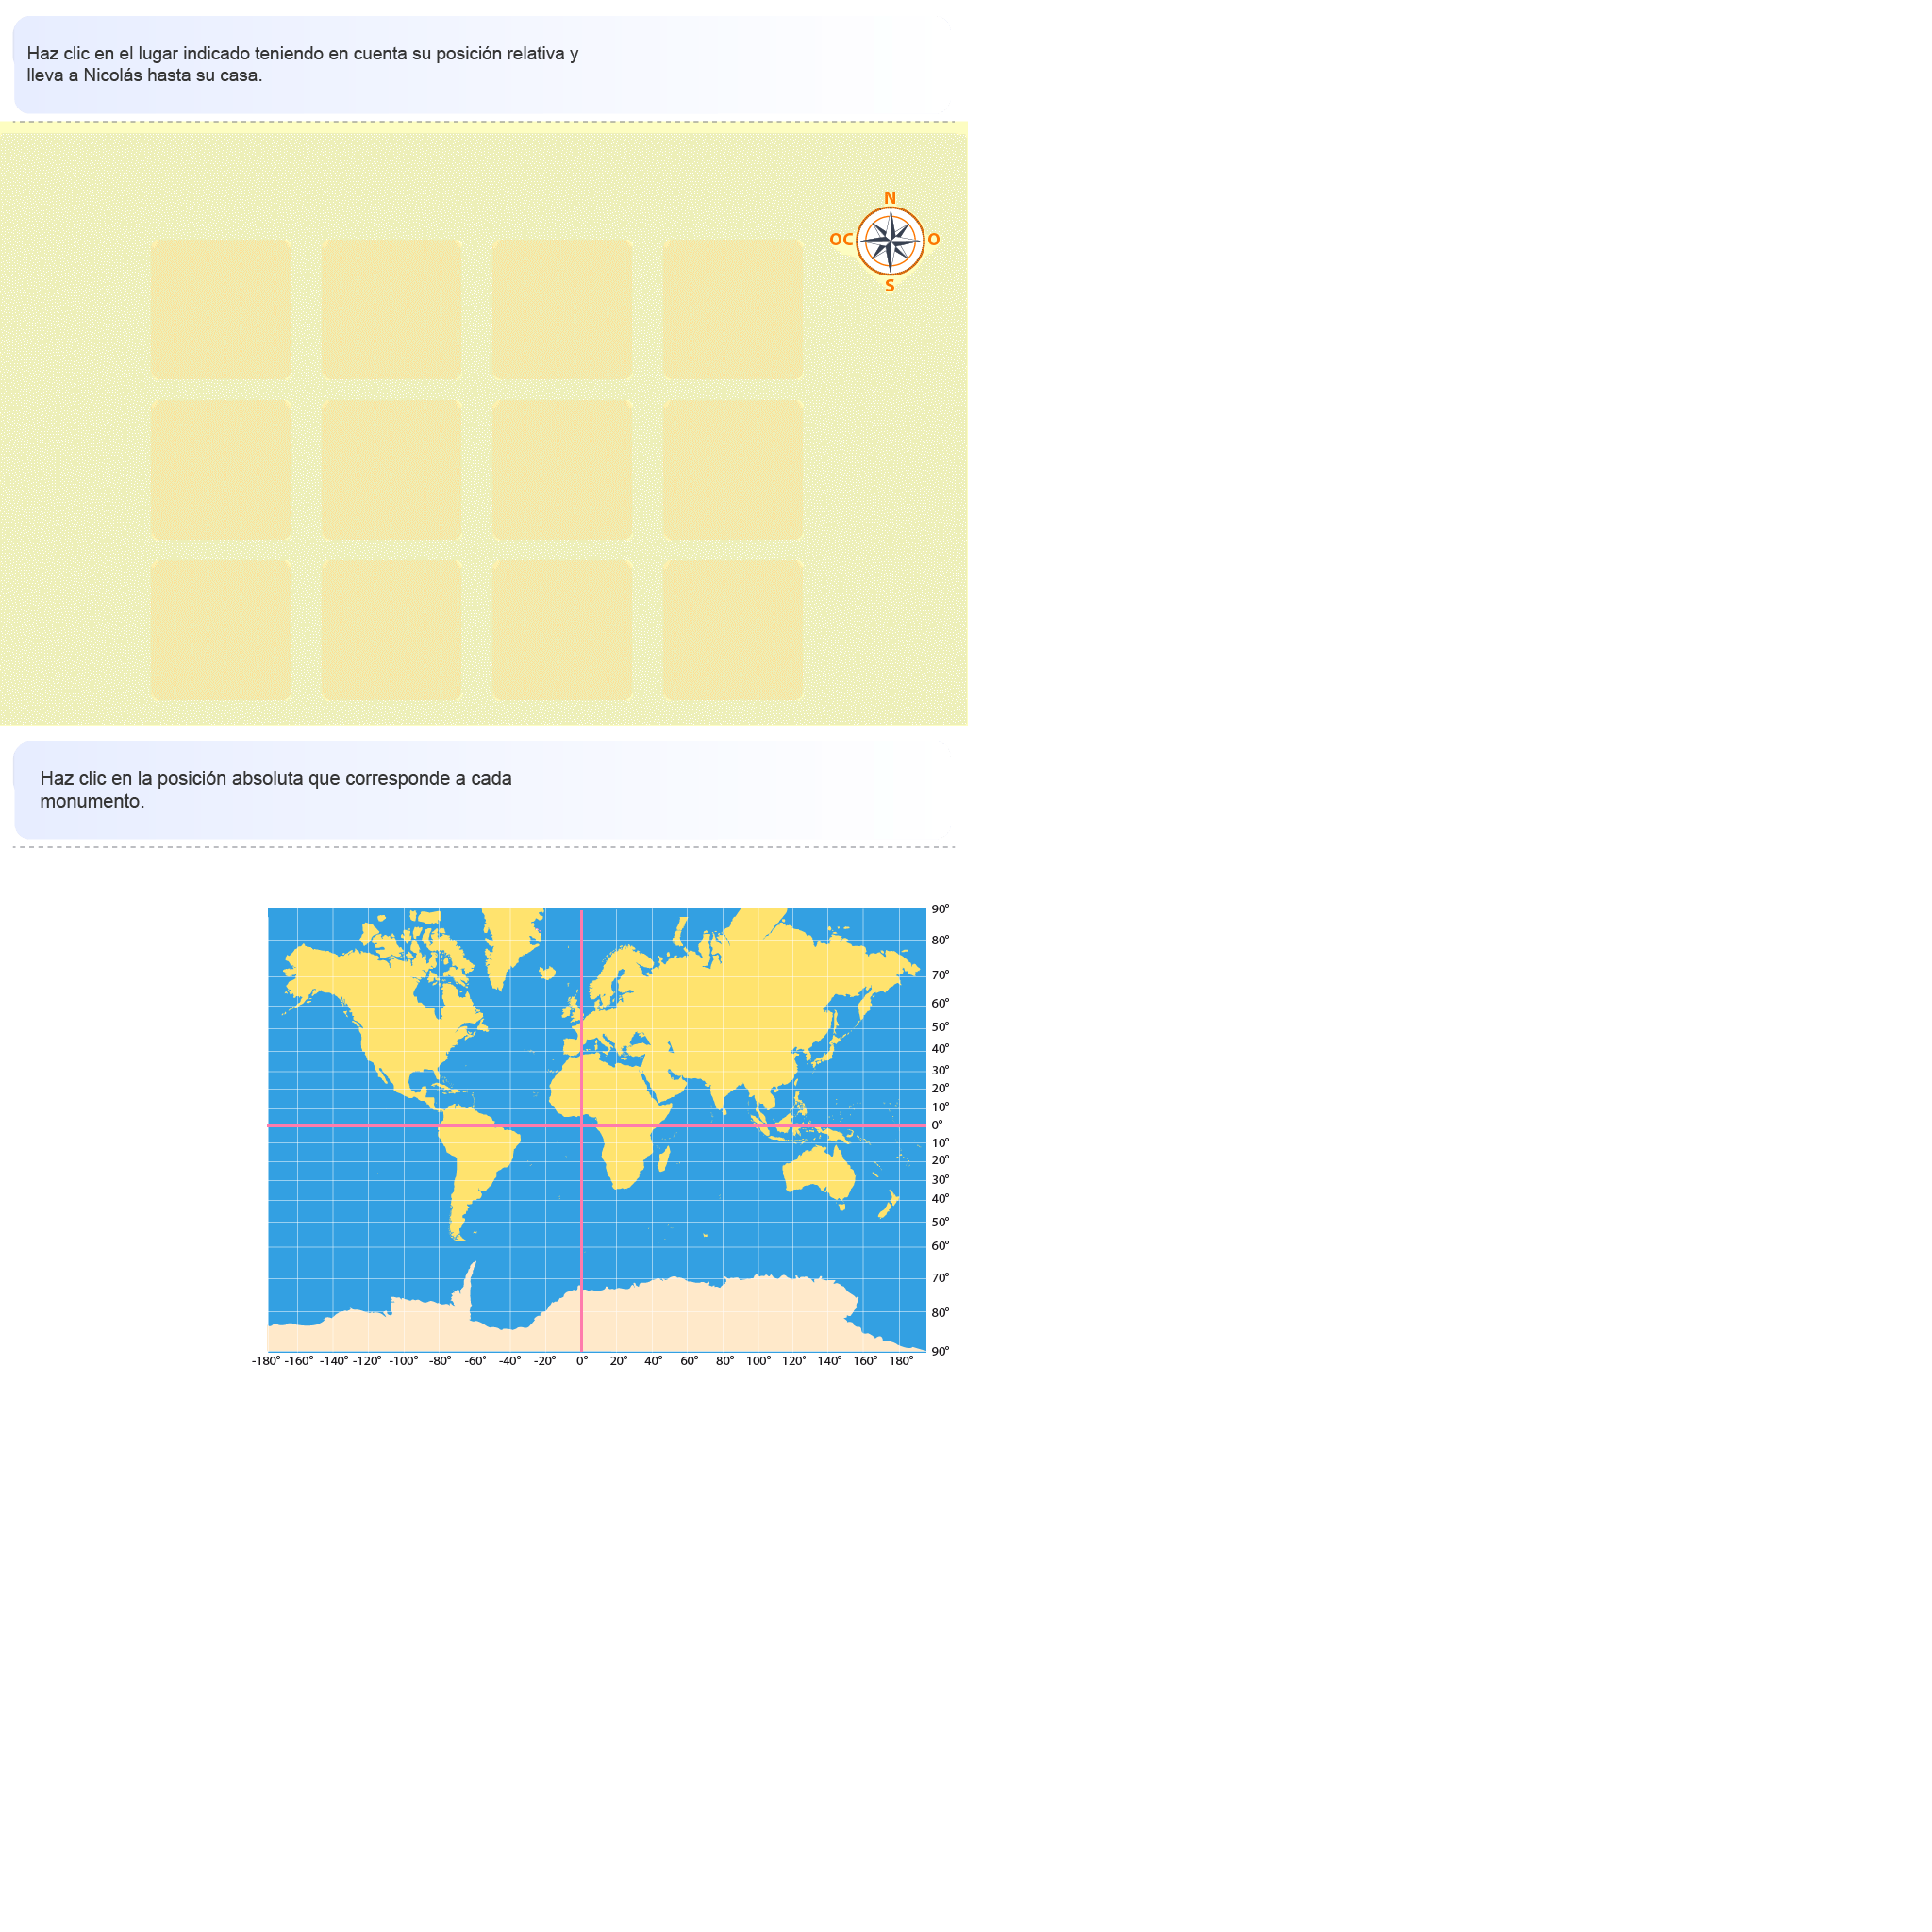 Haz clic en el lugar indicado teniendo en cuenta su posición relativa y
lleva a Nicolás hasta su casa.
N
OC O
S
Haz clic en la posición absoluta que corresponde a cada
monumento.
90°
80°
70°
60°
50°
40°
30°
20°
10°
0°
10°
20°
30°
40°
50°
60°
70°
80°
90°
-180° -160° -140° -120° -100° -80° -60° -40° -20° 0° 20° 40° 60° 80° 100° 120° 140° 160° 180°